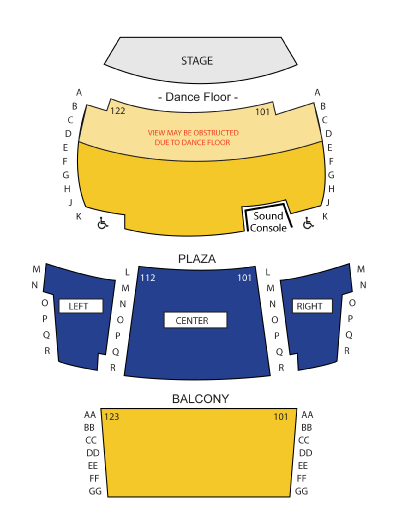 STAGE
- Dance Floor -
A
A
B
122
101
B
C
C
D
VIEW MAY BE OBSTRUCTED
D
DUE TO DANCE FLOOR
E
E
F
F
G
G
H
H
J
J
K
Sound
K
Console
PLAZA
M
L
112
101
L
M
N
M
M
N
O
LEFT
N
CENTER
N
RIGHT
O
P
O
O
P
Q
P
P
Q
R
Q
Q
R
R
R
BALCONY
AA
123
101
AA
BB
BB
CC
CC
DD
DD
EE
EE
FF
FF
GG
GG